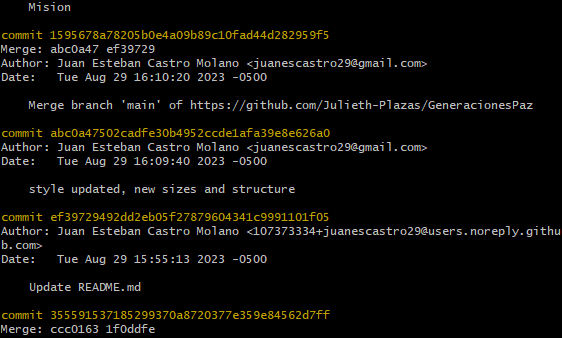 Mision
commit 1595678a78205b0e4a09b89c10fad44d282959f5
Merge: abc0a47 ef39729
Author: Juan Esteban Castro Molano <juanescastro29@gmail.com>
Date:   Tue Aug 29 16:10:20 2023 -0500
Merge branch 'main' of https://github.com/Julieth-Plazas/GeneracionesPaz
commit abc0a47502cadfe30b4952ccde1afa39e8e626a0
Author: Juan Esteban Castro Molano <juanescastro29@gmail.com>
Date:   Tue Aug 29 16:09:40 2023 -0500
style updated, new sizes and structure
commit ef39729492dd2eb05f27879604341c9991101f05
Author: Juan Esteban Castro Molano <107373334+juanescastro29@users.noreply.githu
b.com>
Date:   Tue Aug 29 15:55:13 2023 -0500
Update README.md
commit 355591537185299370a8720377e359e84562d7ff
Merge: ccc0163 1f0ddfe